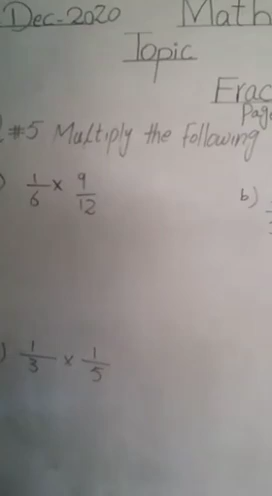 Dec-2020 Math
Topic
Frac
Page
#5 Multiply the following
) 1/6 × 9/12
b)
) 1/3 × 1/5